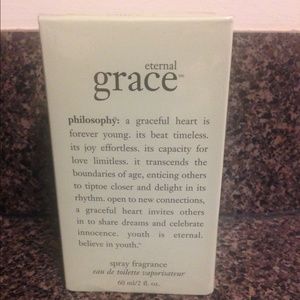 eternal
grace™
philosophy: a graceful heart is
forever young. its beat timeless.
its joy effortless. its capacity for
love limitless. it transcends the
boundaries of age, enticing others
to tiptoe closer and delight in its
rhythm. open to new connections,
a graceful heart invites others
in to share dreams and celebrate
innocence. youth is eternal.
believe in youth.™
spray fragrance
eau de toilette vaporisateur
60 ml/2 fl. oz.